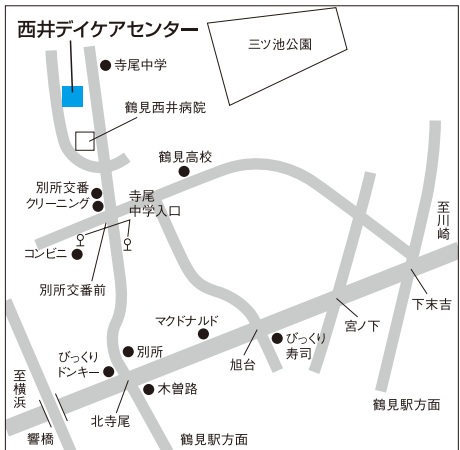 西井デイケアセンター
三ツ池公園
寺尾中学
鶴見西井病院
鶴見高校
別所交番
クリーニング
寺尾
中学入口
至川崎
コンビニ
別所交番前
下末吉
宮ノ下
マクドナルド
びっくり
寿司
旭台
別所
びっくり
ドンキー
至横浜
木曽路
鶴見駅方面
北寺尾
響橋
鶴見駅方面